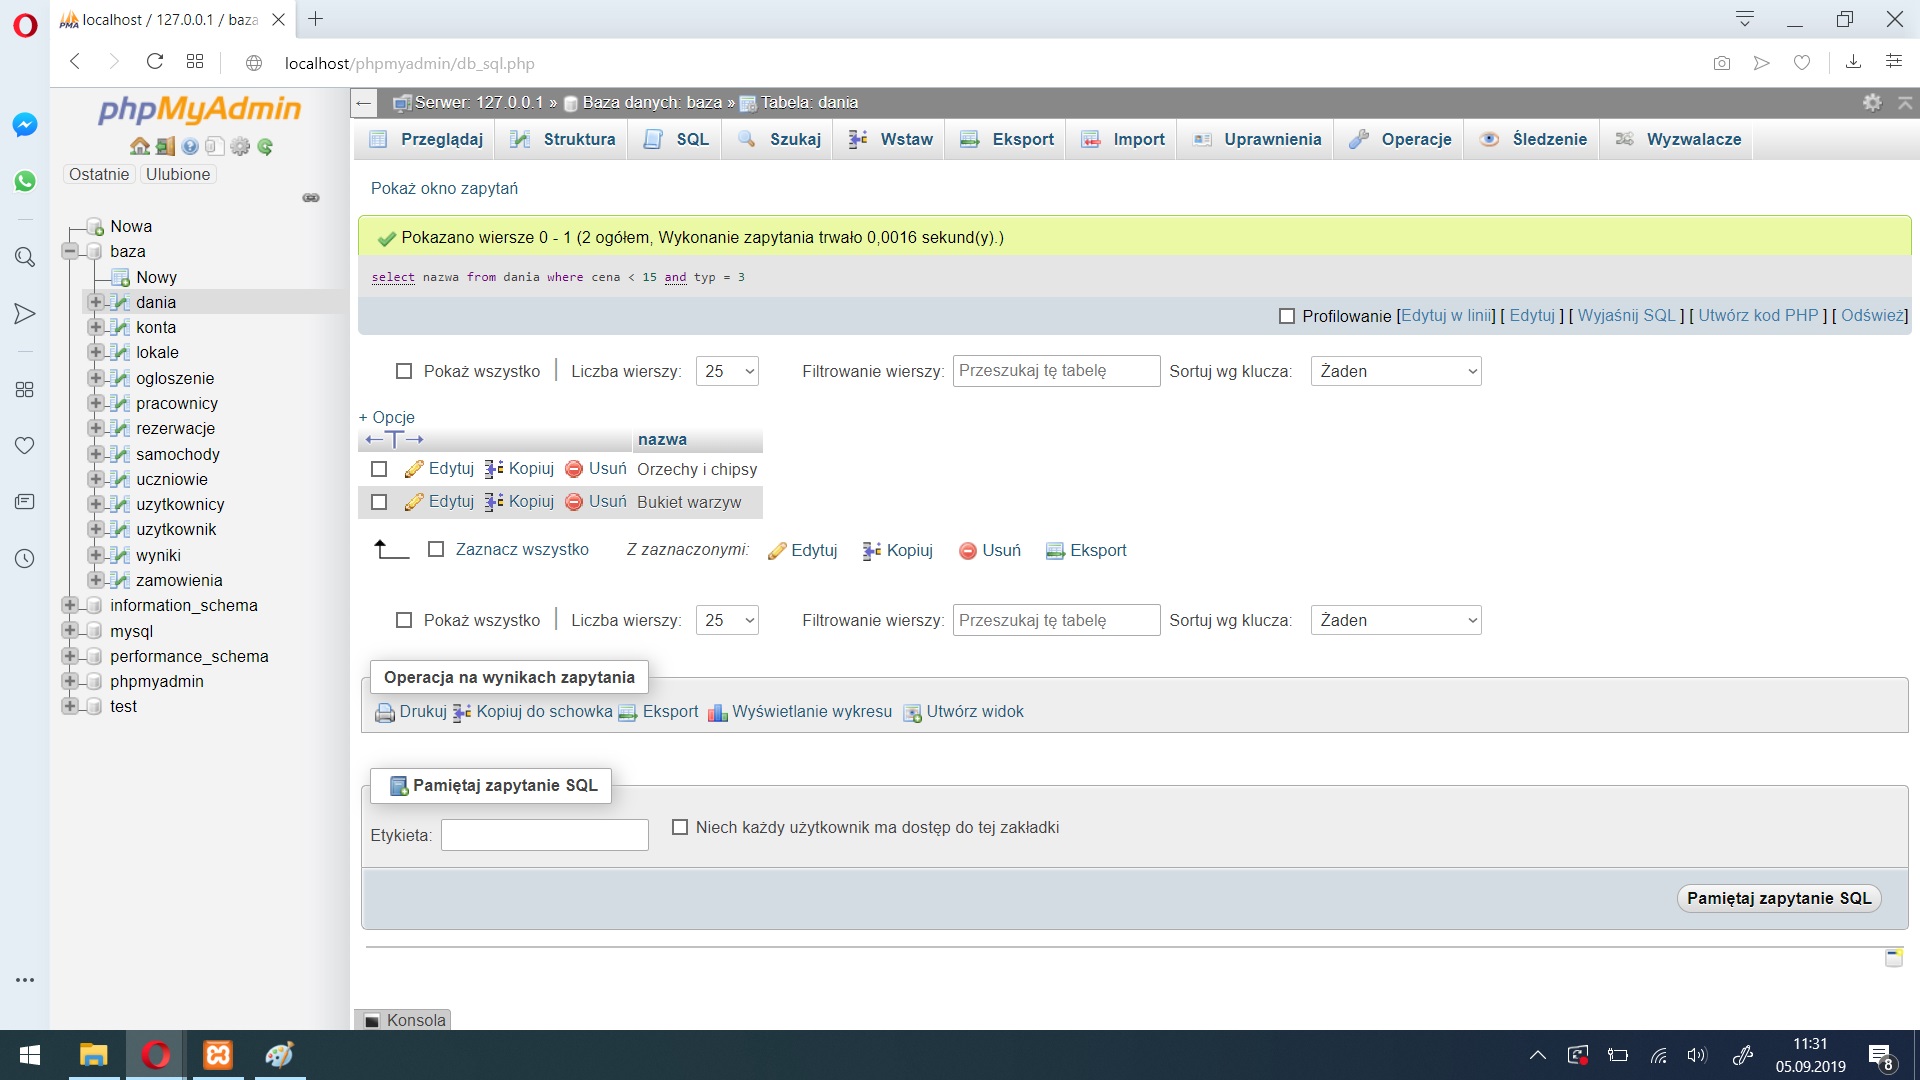 localhost / 127.0.0.1 / baza
localhost/phpmyadmin/db_sql.php
phpMyAdmin
Ostatnie Ulubione
Nowa
baza
Nowy
dania
konta
lokale
ogloszenie
pracownicy
rezerwacje
samochody
uczniowie
uzytkownicy
uzytkownik
wyniki
zamowienia
information_schema
mysql
performance_schema
phpmyadmin
test
Serwer: 127.0.0.1 » Baza danych: baza » Tabela: dania
Przeglądaj Struktura SQL Szukaj Wstaw Eksport Import Uprawnienia Operacje Śledzenie Wyzwalacze
Pokaż okno zapytań
Pokazano wiersze 0 - 1 (2 ogółem, Wykonanie zapytania trwało 0,0016 sekund(y).)
select nazwa from dania where cena < 15 and typ = 3
Profilowanie [Edytuj w linii] [ Edytuj ] [ Wyjaśnij SQL ] [ Utwórz kod PHP ] [ Odśwież]
Pokaż wszystko Liczba wierszy: 25 Filtrowanie wierszy: Przeszukaj tę tabelę Sortuj wg klucza: Żaden
+ Opcje
←T→ nazwa
Edytuj Kopiuj Usuń Orzechy i chipsy
Edytuj Kopiuj Usuń Bukiet warzyw
Zaznacz wszystko Z zaznaczonymi: Edytuj Kopiuj Usuń Eksport
Pokaż wszystko Liczba wierszy: 25 Filtrowanie wierszy: Przeszukaj tę tabelę Sortuj wg klucza: Żaden
Operacja na wynikach zapytania
Drukuj Kopiuj do schowka Eksport Wyświetlanie wykresu Utwórz widok
Pamiętaj zapytanie SQL
Etykieta: Niech każdy użytkownik ma dostęp do tej zakładki
Pamiętaj zapytanie SQL
Konsola
11:31
05.09.2019
8